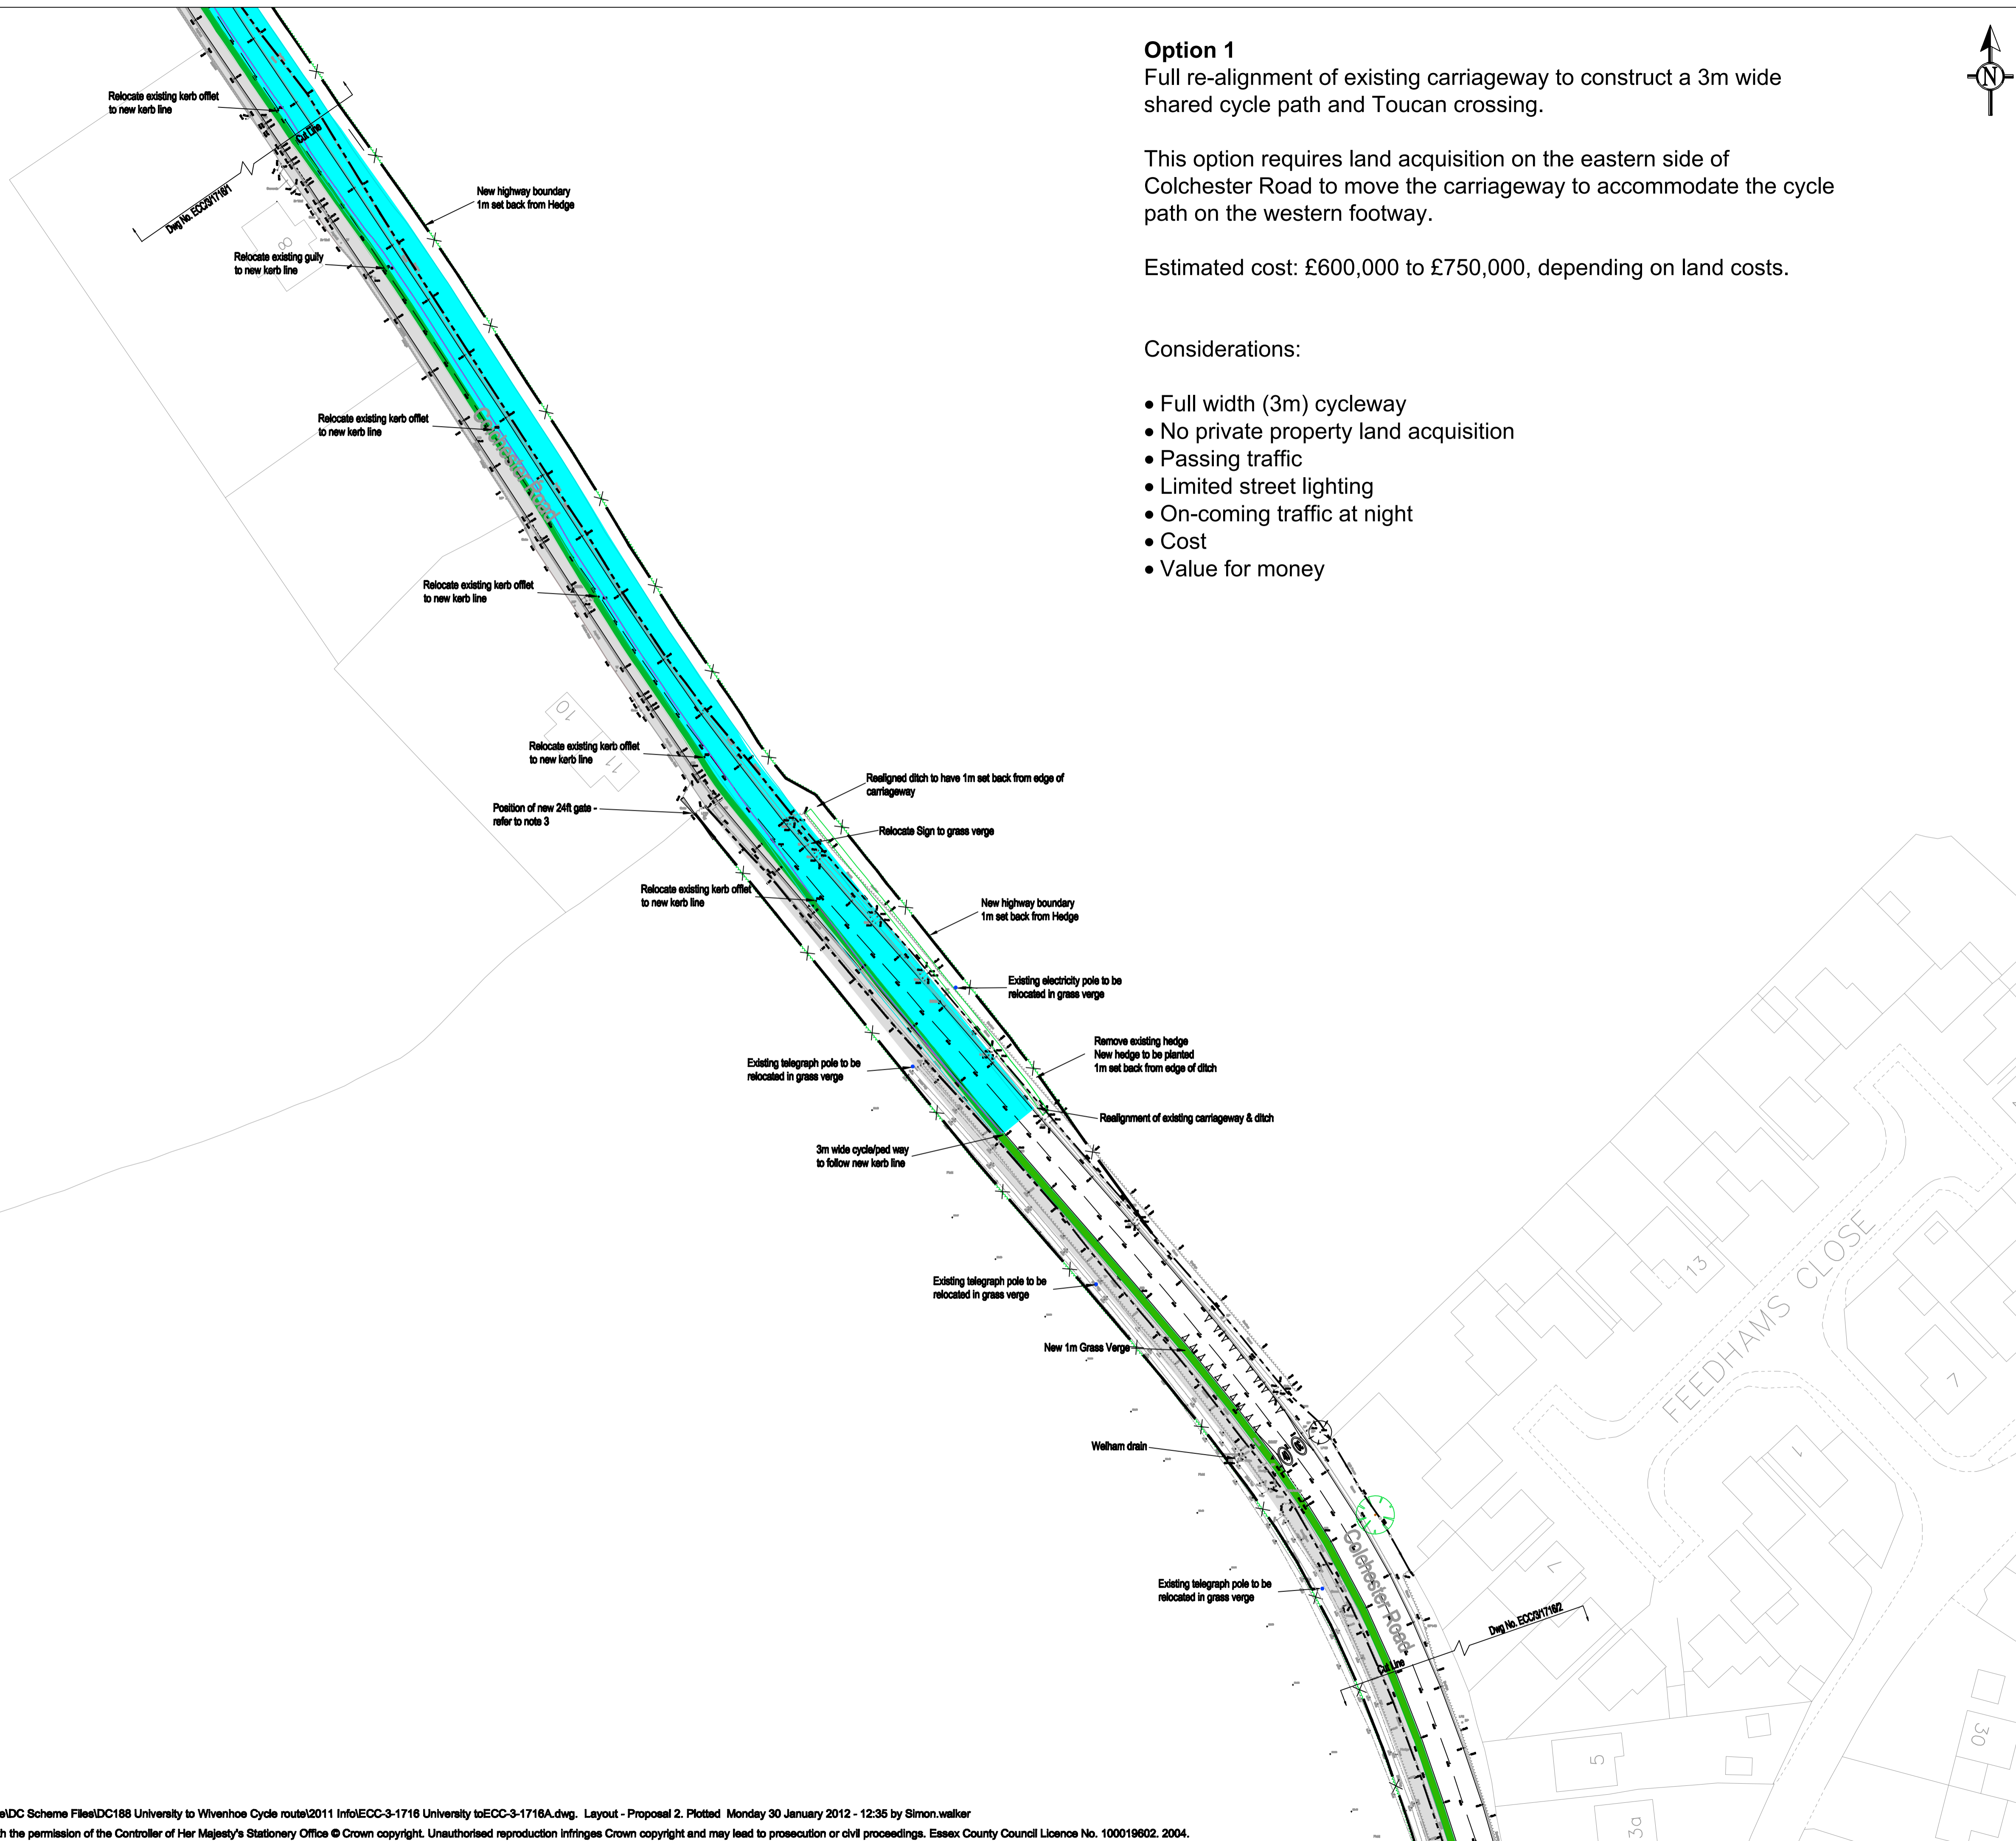 Option 1
Full re-alignment of existing carriageway to construct a 3m wide
shared cycle path and Toucan crossing.
This option requires land acquisition on the eastern side of
Colchester Road to move the carriageway to accommodate the cycle
path on the western footway.
Estimated cost: £600,000 to £750,000, depending on land costs.
Considerations:
• Full width (3m) cycleway
• No private property land acquisition
• Passing traffic
• Limited street lighting
• On-coming traffic at night
• Cost
• Value for money
N
Relocate existing kerb offlet
to new kerb line
Cut Line
Dwg No. ECC/3/1716/1
New highway boundary
1m set back from Hedge
8
Relocate existing gully
to new kerb line
Relocate existing kerb offlet
to new kerb line
Colchester Road
Relocate existing kerb offlet
to new kerb line
10
11
Relocate existing kerb offlet
to new kerb line
Realigned ditch to have 1m set back from edge of
carriageway
Position of new 24ft gate -
refer to note 3
Relocate Sign to grass verge
Relocate existing kerb offlet
to new kerb line
New highway boundary
1m set back from Hedge
Existing electricity pole to be
relocated in grass verge
Remove existing hedge
New hedge to be planted
1m set back from edge of ditch
Existing telegraph pole to be
relocated in grass verge
Realignment of existing carriageway & ditch
3m wide cycle/ped way
to follow new kerb line
Existing telegraph pole to be
relocated in grass verge
13
FEEDHAMS CLOSE
7
New 1m Grass Verge
Welham drain
1
Colchester Road
7
Existing telegraph pole to be
relocated in grass verge
Dwg No. ECC/3/1716/2
Cut Line
5
30
3a
e\DC Scheme Files\DC188 University to Wivenhoe Cycle route\2011 Info\ECC-3-1716 University toECC-3-1716A.dwg. Layout - Proposal 2. Plotted Monday 30 January 2012 - 12:35 by Simon.walker
h the permission of the Controller of Her Majesty's Stationery Office © Crown copyright. Unauthorised reproduction infringes Crown copyright and may lead to prosecution or civil proceedings. Essex County Council Licence No. 100019602. 2004.